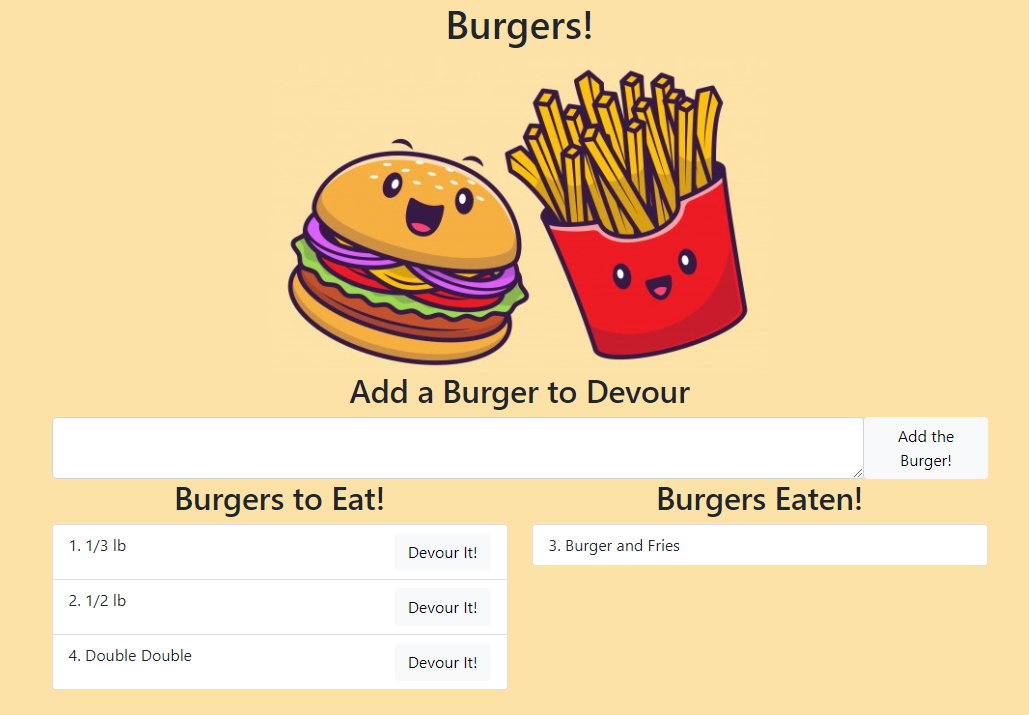 Burgers!
Add a Burger to Devour
Add the
Burger!
Burgers to Eat!
1. 1/3 lb
Devour It!
2. 1/2 lb
Devour It!
4. Double Double
Devour It!
Burgers Eaten!
3. Burger and Fries